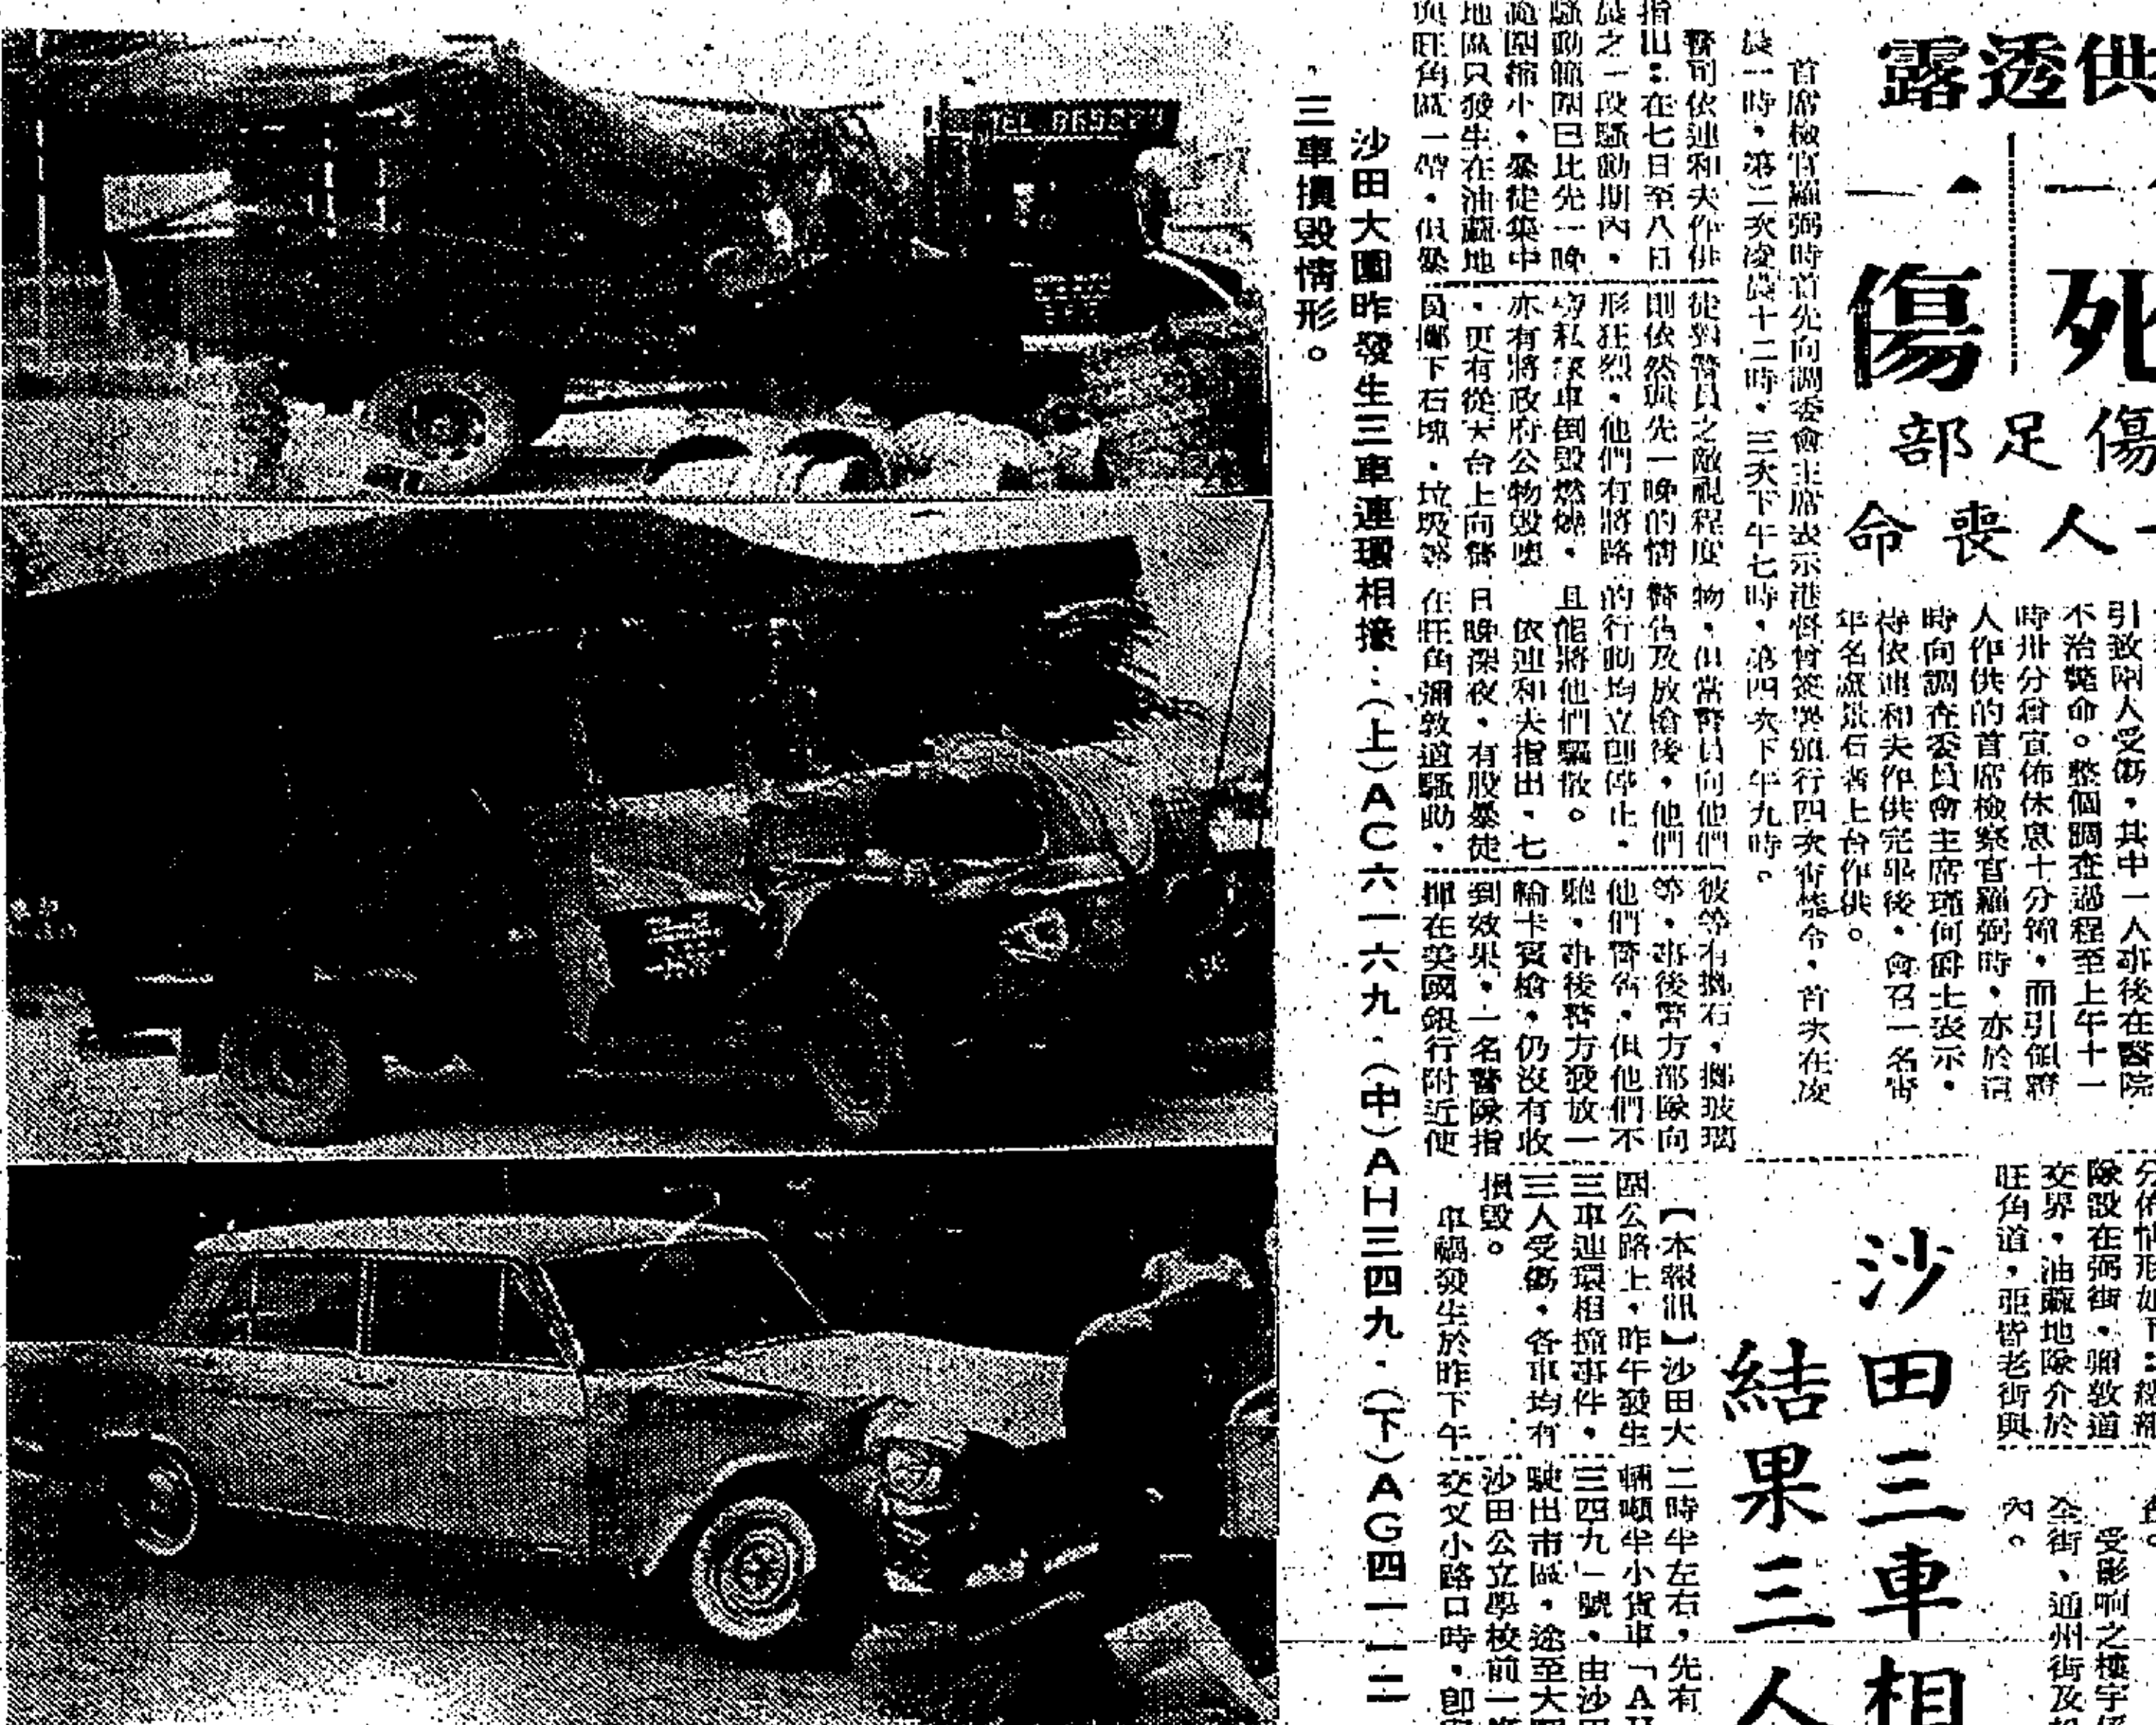 供透露
死
一傷
傷足部
人喪命
引致兩人受傷，其中一人事後在醫院
不治斃命。整個調查過程至上午十一
時卅分曾宣佈休息十分鐘，而引領證
人作供的首席檢察官羅弼時，亦於這
時向調查委員會主席瑞何爵士表示，
待依連和夫作供完畢後，會召一名青
年名盧景石者上台作供。
首席檢察官羅弼時首先向調委會主席表示港督曾簽署頒行四次宵禁令，首次在凌
晨一時，第二次凌晨十二時，三次下午七時，第四次下午九時。
警司依連和夫作供
指出：在七日至八日
晨之一段騷動期內，
騷動範圍已比先一晚
範圍縮小，暴徒集中
地區只發生在油蔴地
與旺角區一帶，但暴
徒對警員之敵視程度
則依然與先一晚的情
形狂烈，他們有將路
旁私家車倒毀燃燒，
亦有將政府公物毀壞
，更有從天台上向警
員擲下石塊，垃圾等
物，但當警員向他們
警告及放槍後，他們
的行動均立即停止，
且能將他們驅散。
依連和夫指出，七
日晚深夜，有股暴徒
在旺角彌敦道騷動，
彼等有擲石，擲玻璃
等，事後警方部隊向
他們警告，但他們不
聽，事後警方發放一
輪卡賓槍，仍沒有收
到效果，一名警隊指
揮在美國銀行附近使
隊設在弼街，彌敦道
交界，油蔴地隊介於
旺角道，亞皆老街與
受影响之樓宇係
全街、通州街及
內。
沙田三車相
結果三人
【本報訊】沙田大
圍公路上，昨午發生
三車連環相撞事件，
三人受傷，各車均有
損毀。
車禍發生於昨下午
二時半左右，先有
輛噸半小貨車「AH
三四九一號，由沙田
駛出市區，途至大圍
沙田公立學校前一
交叉小路口時，即
沙田大圍昨發生三車連環相撞：（上）AC六一六九．（中）AH三四九．（下）AG四一一二
三車損毀情形。